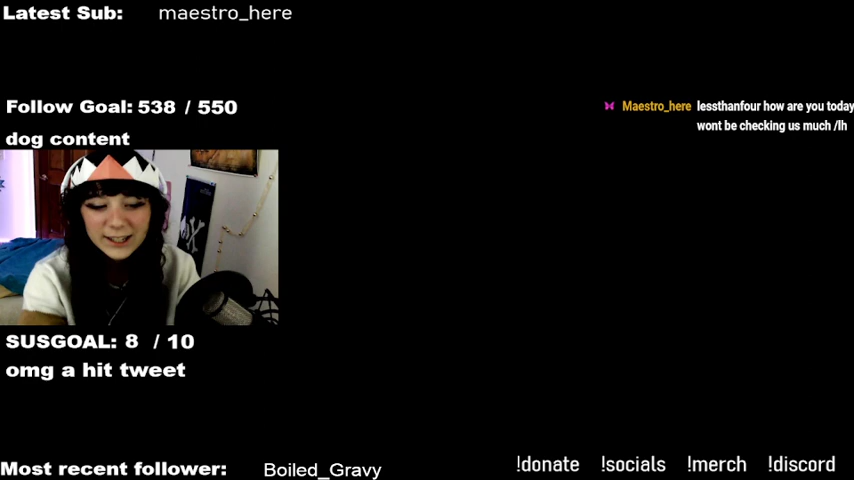 Latest Sub: maestro_here
Follow Goal: 538 / 550
dog content
Maestro_here lessthanfour how are you today
wont be checking us much /lh
SUSGOAL: 8 / 10
omg a hit tweet
Most recent follower: Boiled_Gravy
!donate !socials !merch !discord